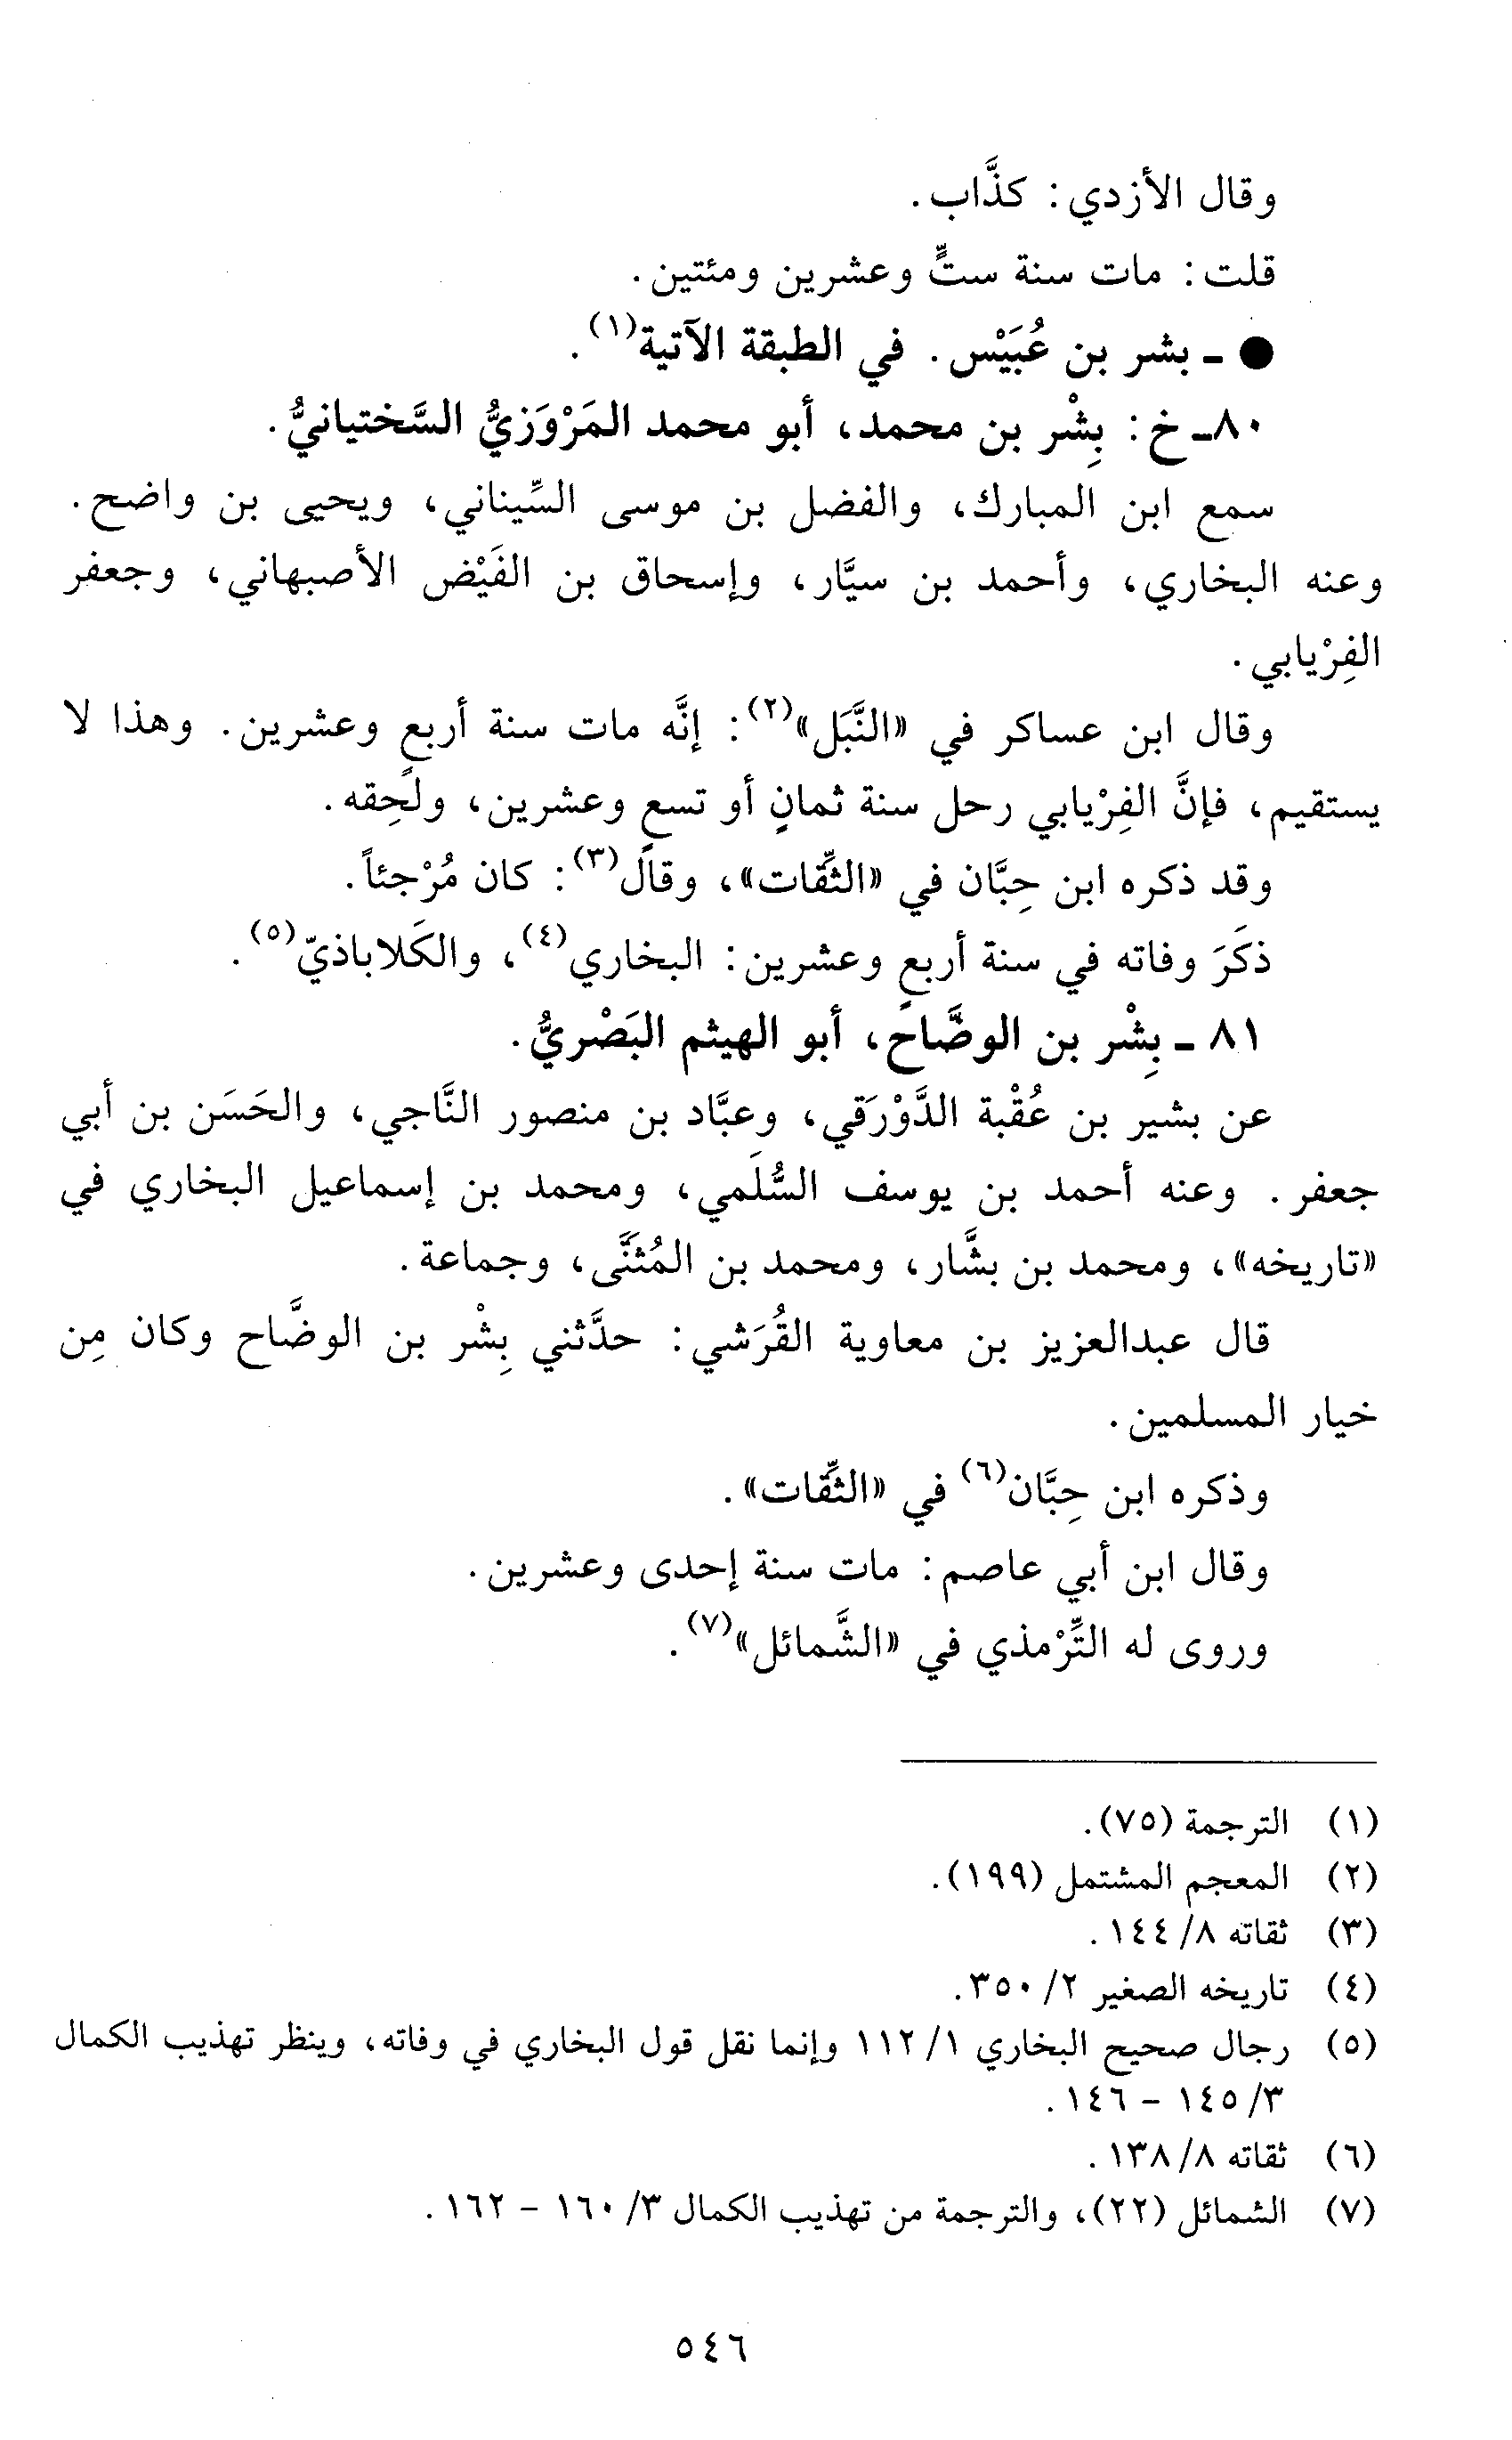 وقال الأزدي: كذَّاب.
قلت: مات سنة ستٍّ وعشرين ومئتين.
● - بشر بن عُبَيْس. في الطبقة الآتية(١).
٨٠- خ: بِشْر بن محمد، أبو محمد المَرْوَزيُّ السَّختيانيُّ.
سمع ابن المبارك، والفضل بن موسى السِّيناني، ويحيى بن واضح.
وعنه البخاري، وأحمد بن سيَّار، وإسحاق بن الفَيْض الأصبهاني، وجعفر
الفِرْيابي.
وقال ابن عساكر في «النَّبَل»(٢): إنَّه مات سنة أربع وعشرين. وهذا لا
يستقيم، فإنَّ الفِرْيابي رحل سنة ثمانٍ أو تسعٍ وعشرين، ولَحِقه.
وقد ذكره ابن حِبَّان في «الثِّقات»، وقال(٣): كان مُرْجئاً.
ذكَرَ وفاته في سنة أربعٍ وعشرين: البخاري(٤)، والكَلاباذيّ(٥).
٨١ - بِشْر بن الوضَّاح، أبو الهيثم البَصْريُّ.
عن بشير بن عُقْبة الدَّوْرَقي، وعبَّاد بن منصور النَّاجي، والحَسَن بن أبي
جعفر. وعنه أحمد بن يوسف السُّلَمي، ومحمد بن إسماعيل البخاري في
«تاريخه»، ومحمد بن بشَّار، ومحمد بن المُثَنَّى، وجماعة.
قال عبدالعزيز بن معاوية القُرَشي: حدَّثني بِشْر بن الوضَّاح وكان مِن
خيار المسلمين.
وذكره ابن حِبَّان(٦) في «الثِّقات».
وقال ابن أبي عاصم: مات سنة إحدى وعشرين.
وروى له التِّرْمذي في «الشَّمائل»(٧).
(١) الترجمة (٧٥).
(٢) المعجم المشتمل (١٩٩).
(٣) ثقاته ٨/ ١٤٤.
(٤) تاريخه الصغير ٢/ ٣٥٠.
(٥) رجال صحيح البخاري ١/ ١١٢ وإنما نقل قول البخاري في وفاته، وينظر تهذيب الكمال
٣/ ١٤٥ - ١٤٦.
(٦) ثقاته ٨/ ١٣٨.
(٧) الشمائل (٢٢)، والترجمة من تهذيب الكمال ٣/ ١٦٠ - ١٦٢.
٥٤٦